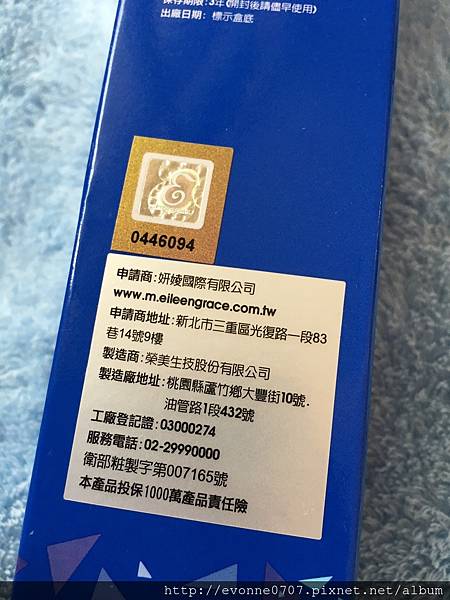 保存期限：3年(開封後請儘早使用)
出廠日期：標示盒底
0446094
申請商：妍婈國際有限公司
www.m.eileengrace.com.tw
申請商地址：新北市三重區光復路一段83
巷14號9樓
製造商：榮美生技股份有限公司
製造廠地址：桃園縣蘆竹鄉大豐街10號．
油管路1段432號
工廠登記證：03000274
服務電話：02-29990000
衛部粧製字第007165號
本產品投保1000萬產品責任險
http://evonne0707.pixnet.net/album